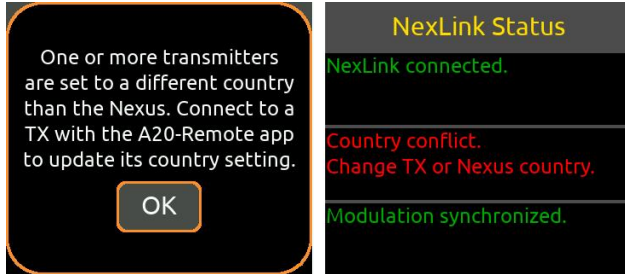 One or more transmitters
are set to a different country
than the Nexus. Connect to a
TX with the A20-Remote app
to update its country setting.
OK
NexLink Status
NexLink connected.
Country conflict.
Change TX or Nexus country.
Modulation synchronized.